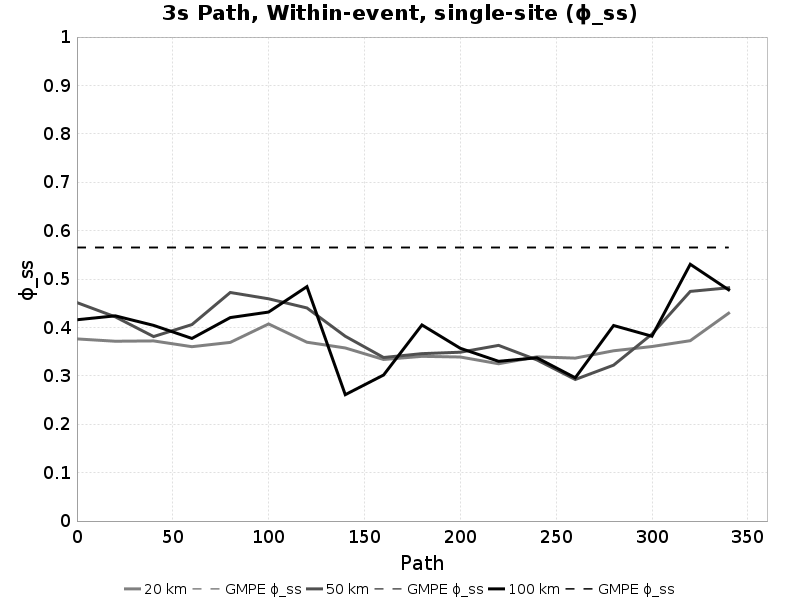 3s Path, Within-event, single-site (ϕ_ss)
1
0.9
0.8
0.7
0.6
0.5
0.4
0.3
0.2
0.1
0
ϕ_ss
0 50 100 150 200 250 300 350
Path
20 km GMPE ϕ_ss 50 km GMPE ϕ_ss 100 km GMPE ϕ_ss